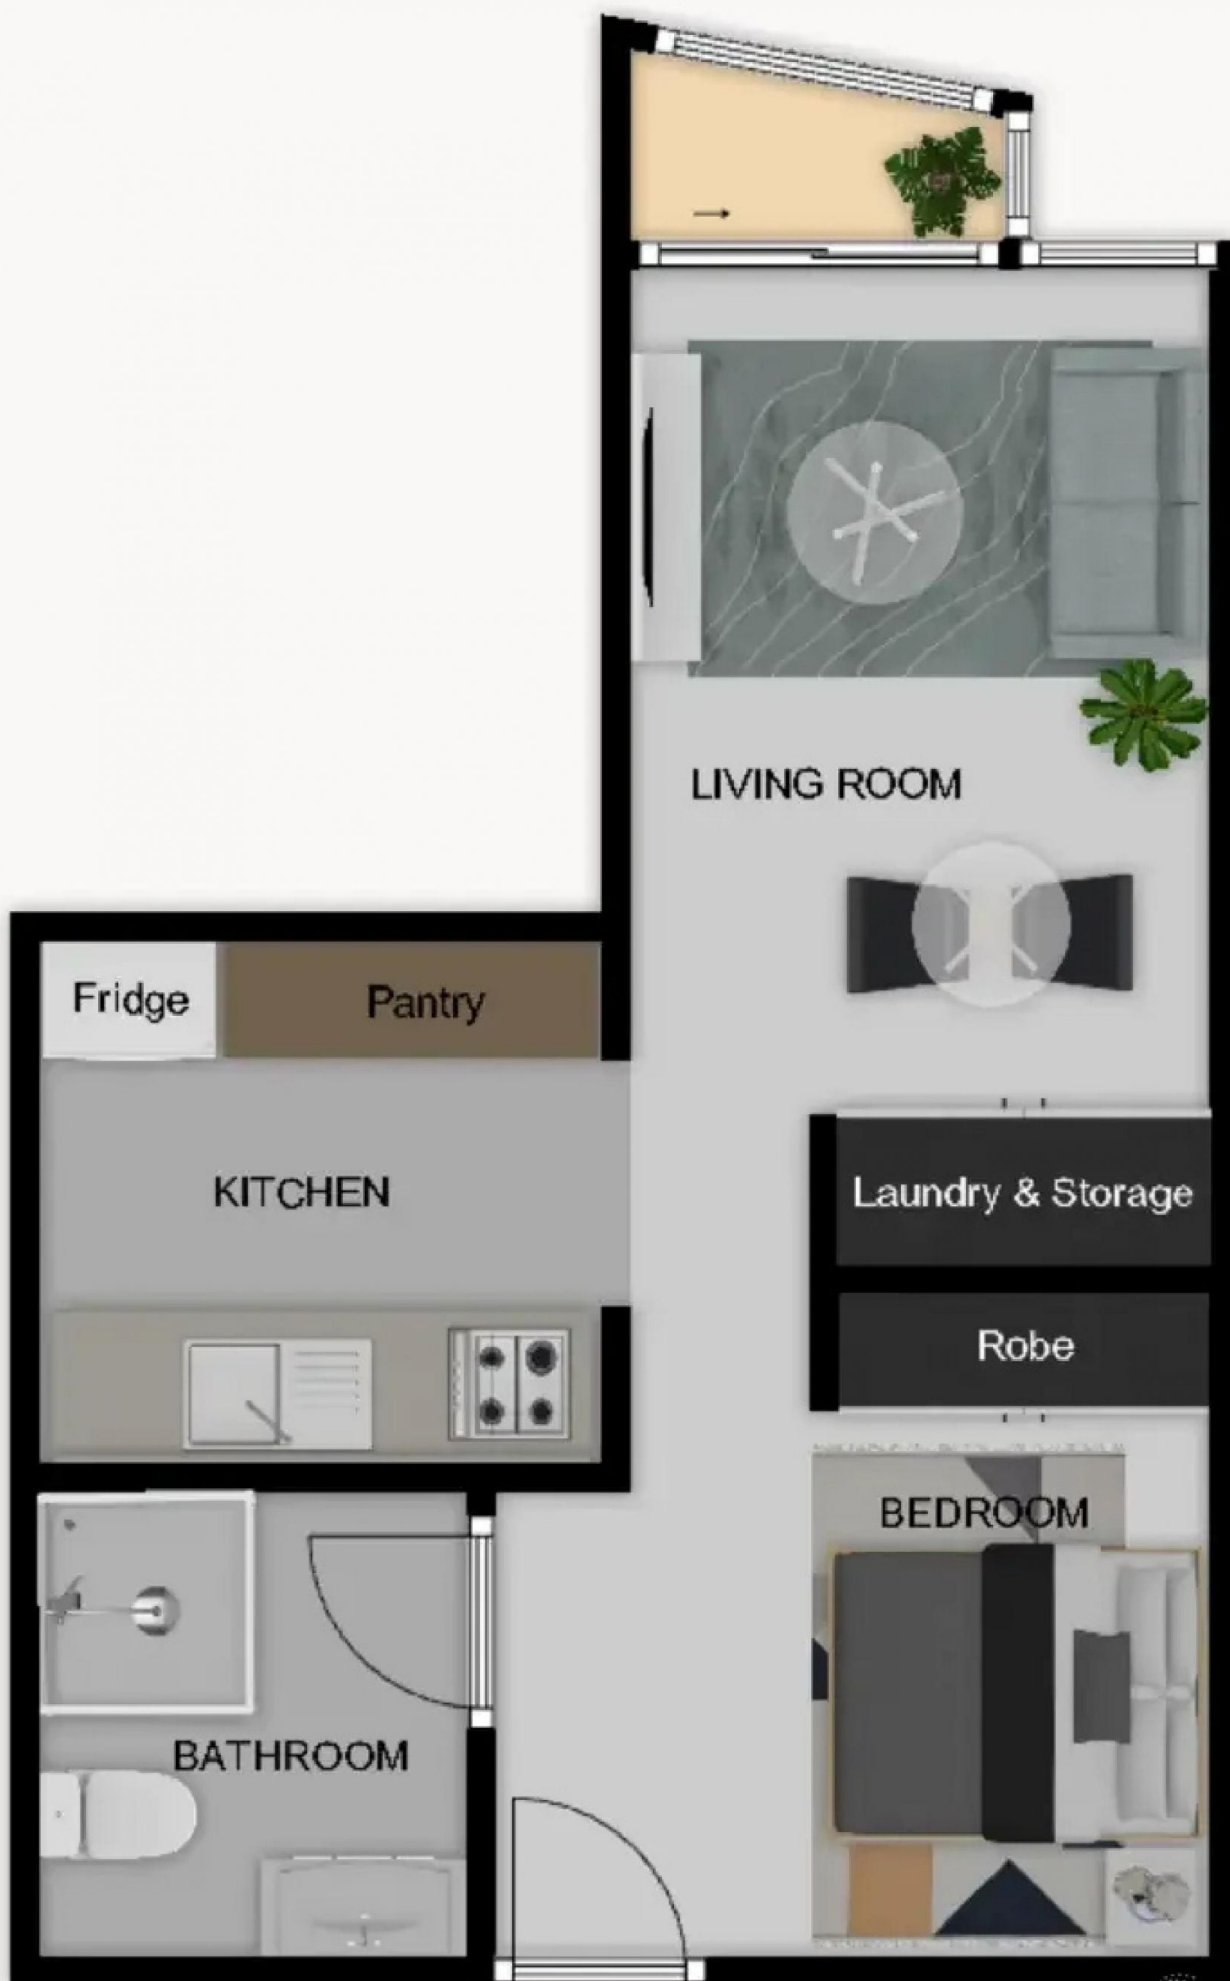 LIVING ROOM
Fridge
Pantry
KITCHEN
Laundry & Storage
Robe
BEDROOM
BATHROOM